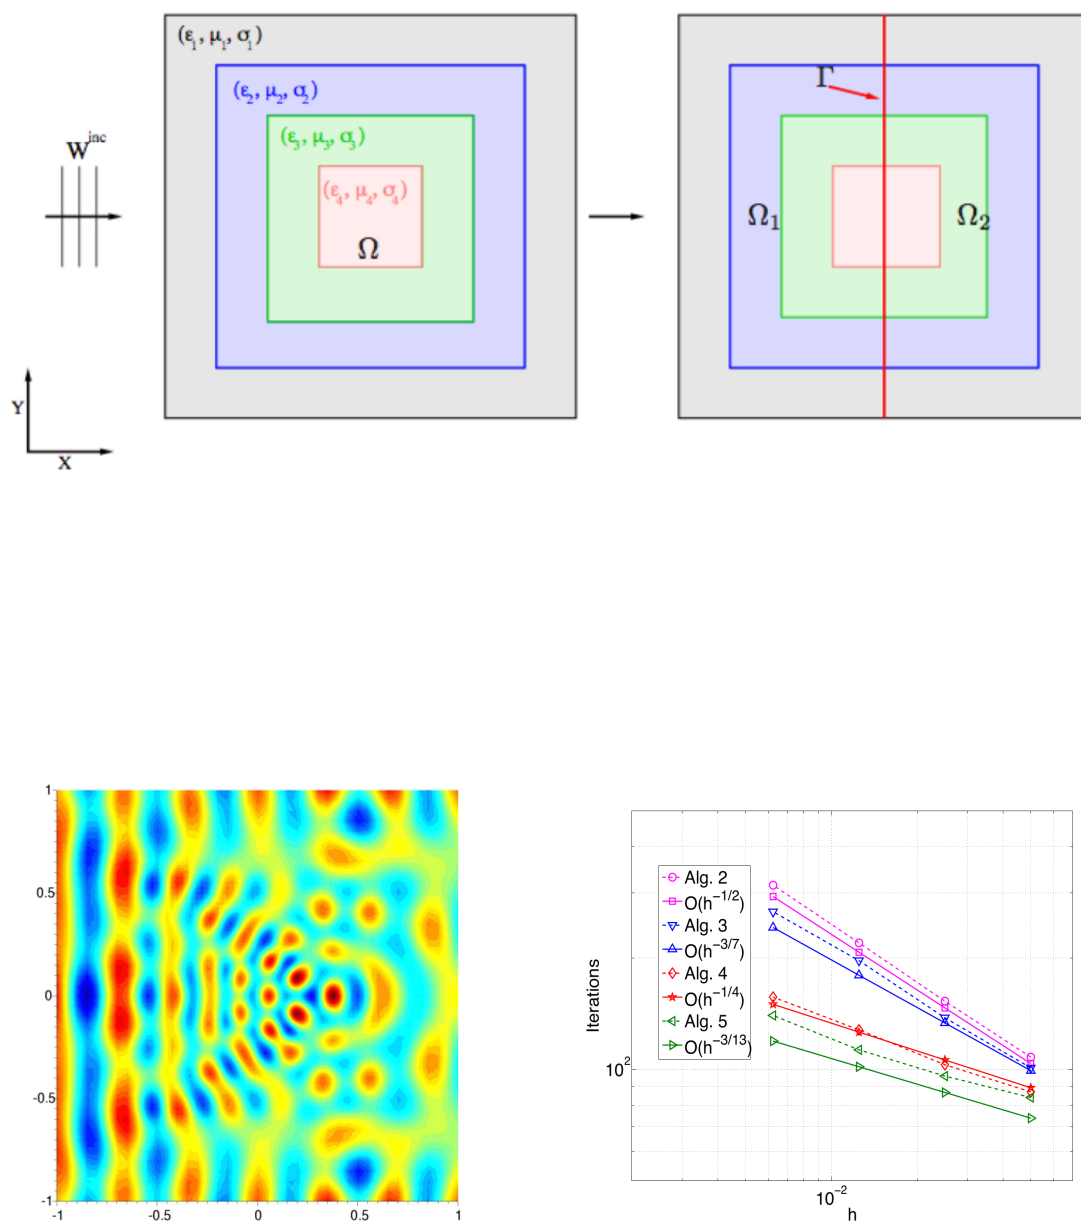 (ε1, μ1, σ1)
(ε2, μ2, σ2)
(ε3, μ3, σ3)
(ε4, μ4, σ4)
Ω
W^inc
Y
X
Γ
Ω1
Ω2
1
0.5
0
-0.5
-1
-1
-0.5
0
0.5
1
Alg. 2
O(h^−1/2)
Alg. 3
O(h^−3/7)
Alg. 4
O(h^−1/4)
Alg. 5
O(h^−3/13)
Iterions
10^2
10^−2
h